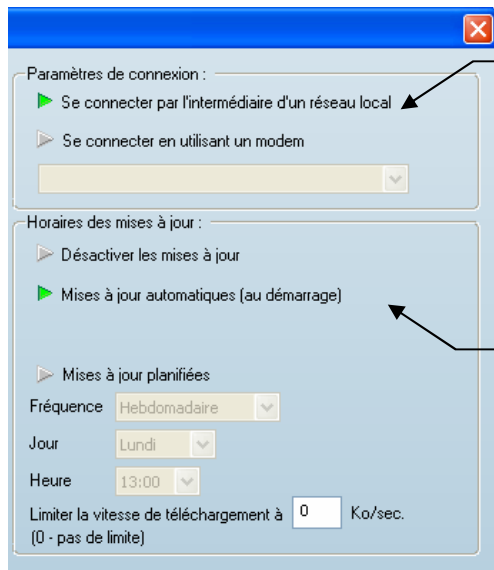 Paramètres de connexion :
Se connecter par l'intermédiaire d'un réseau local
Se connecter en utilisant un modem
Horaires des mises à jour :
Désactiver les mises à jour
Mises à jour automatiques (au démarrage)
Mises à jour planifiées
Fréquence Hebdomadaire
Jour Lundi
Heure 13:00
Limiter la vitesse de téléchargement à 0 Ko/sec.
(0 - pas de limite)